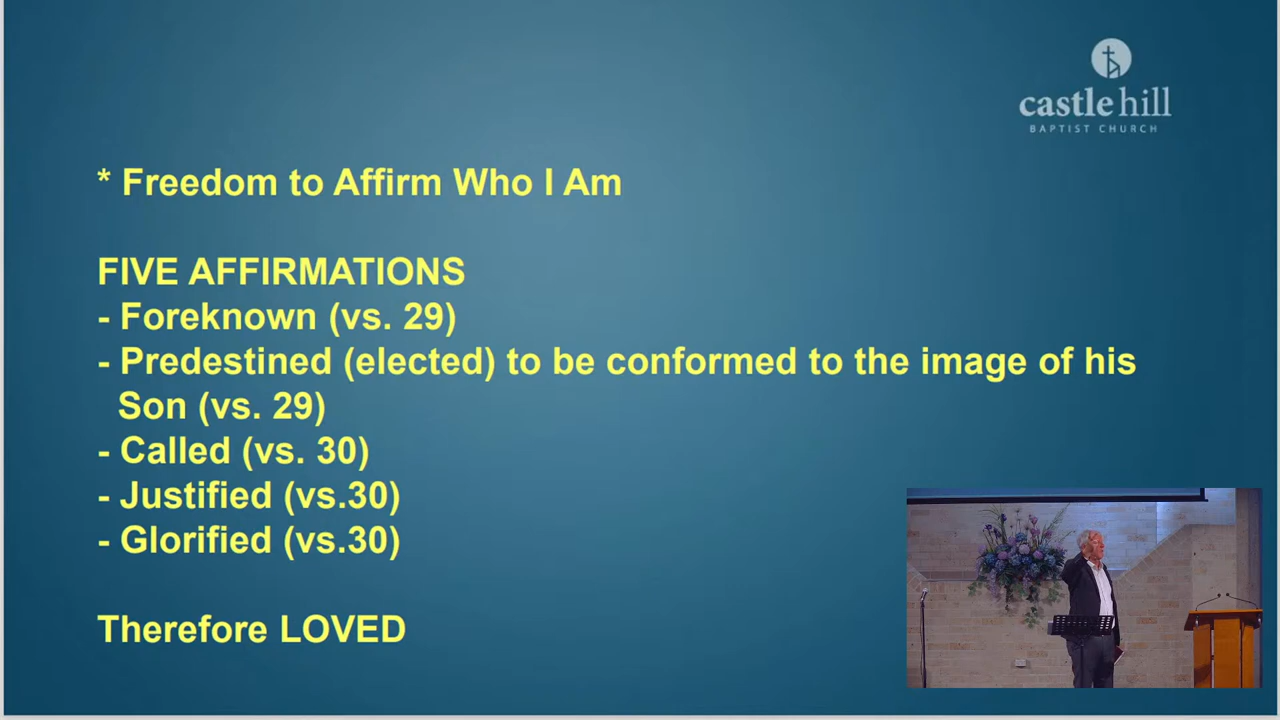 castle hill
BAPTIST CHURCH
* Freedom to Affirm Who I Am
FIVE AFFIRMATIONS
- Foreknown (vs. 29)
- Predestined (elected) to be conformed to the image of his
Son (vs. 29)
- Called (vs. 30)
- Justified (vs.30)
- Glorified (vs.30)
Therefore LOVED